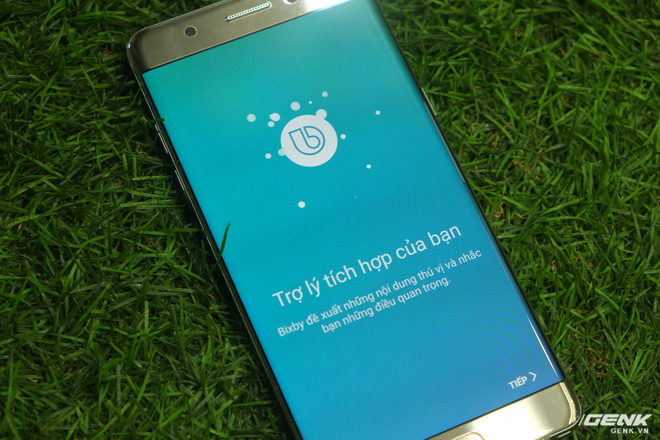 Trợ lý tích hợp của bạn
Bixby đề xuất những nội dung thú vị và nhắc
bạn những điều quan trọng.
TIẾP
GENK
GENK.VN